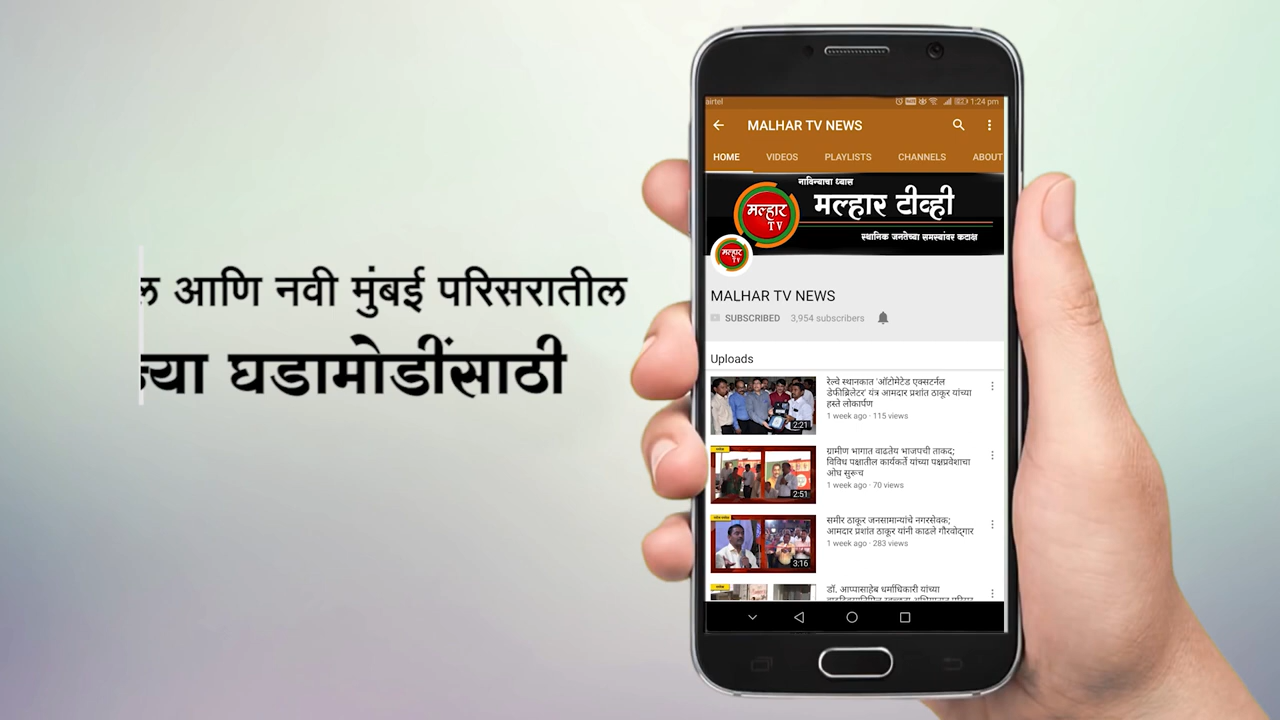 आणि नवी मुंबई परिसरातील
घडामोडींसाठी
airtel
1:24 pm
MALHAR TV NEWS
HOME VIDEOS PLAYLISTS CHANNELS ABOUT
नाविन्याचा ध्यास
मल्हार टीव्ही
मल्हार
TV
स्थानिक जनतेच्या समस्यांवर कटाक्ष
मल्हार
TV
MALHAR TV NEWS
SUBSCRIBED 3,954 subscribers
Uploads
रेल्वे स्थानकात 'ऑटोमेटेड एक्सटर्नल
डेफीब्रिलेटर' यंत्र आमदार प्रशांत ठाकूर यांच्या
हस्ते लोकार्पण
1 week ago · 115 views
2:21
ग्रामीण भागात वाढतेय भाजपची ताकद;
विविध पक्षातील कार्यकर्ते यांच्या पक्षप्रवेशाचा
ओघ सुरूच
1 week ago · 70 views
2:51
समीर ठाकूर जनसामान्यांचे नगरसेवक;
आमदार प्रशांत ठाकूर यांनी काढले गौरवोद्गार
1 week ago · 283 views
3:16
डॉ. आप्पासाहेब धर्माधिकारी यांच्या